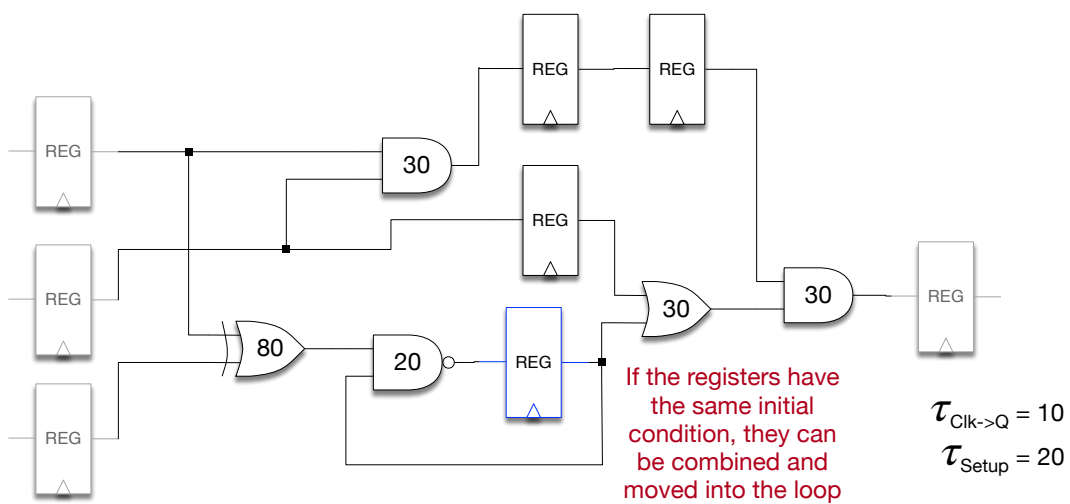 REG
REG
REG
30
REG
REG
REG
30
30
REG
REG
80
20
REG
If the registers have
the same initial
condition, they can
be combined and
moved into the loop
τClk->Q = 10
τSetup = 20